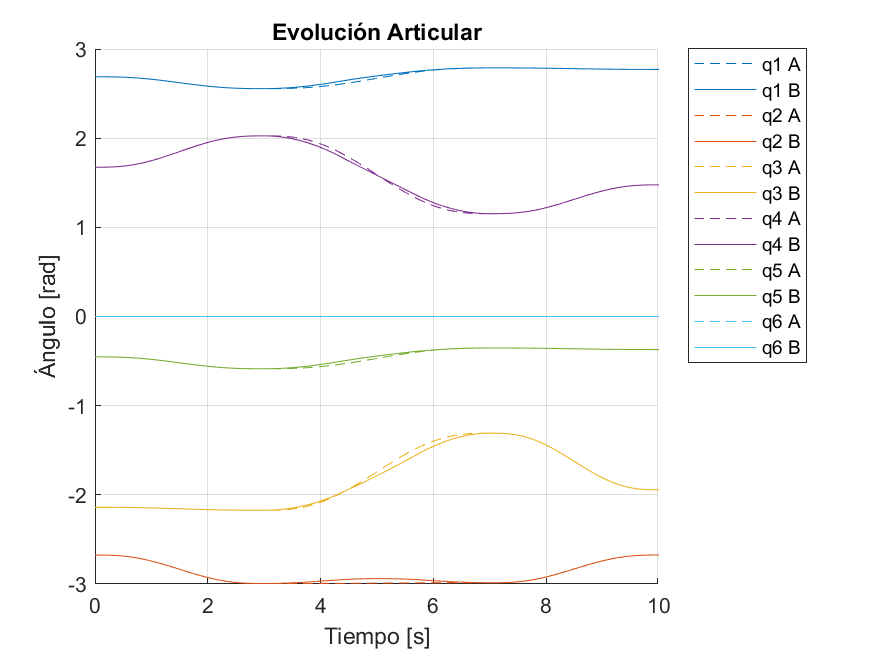 Evolución Articular
3
2
1
0
-1
-2
-3
Ángulo [rad]
0
2
4
6
8
10
Tiempo [s]
q1 A
q1 B
q2 A
q2 B
q3 A
q3 B
q4 A
q4 B
q5 A
q5 B
q6 A
q6 B